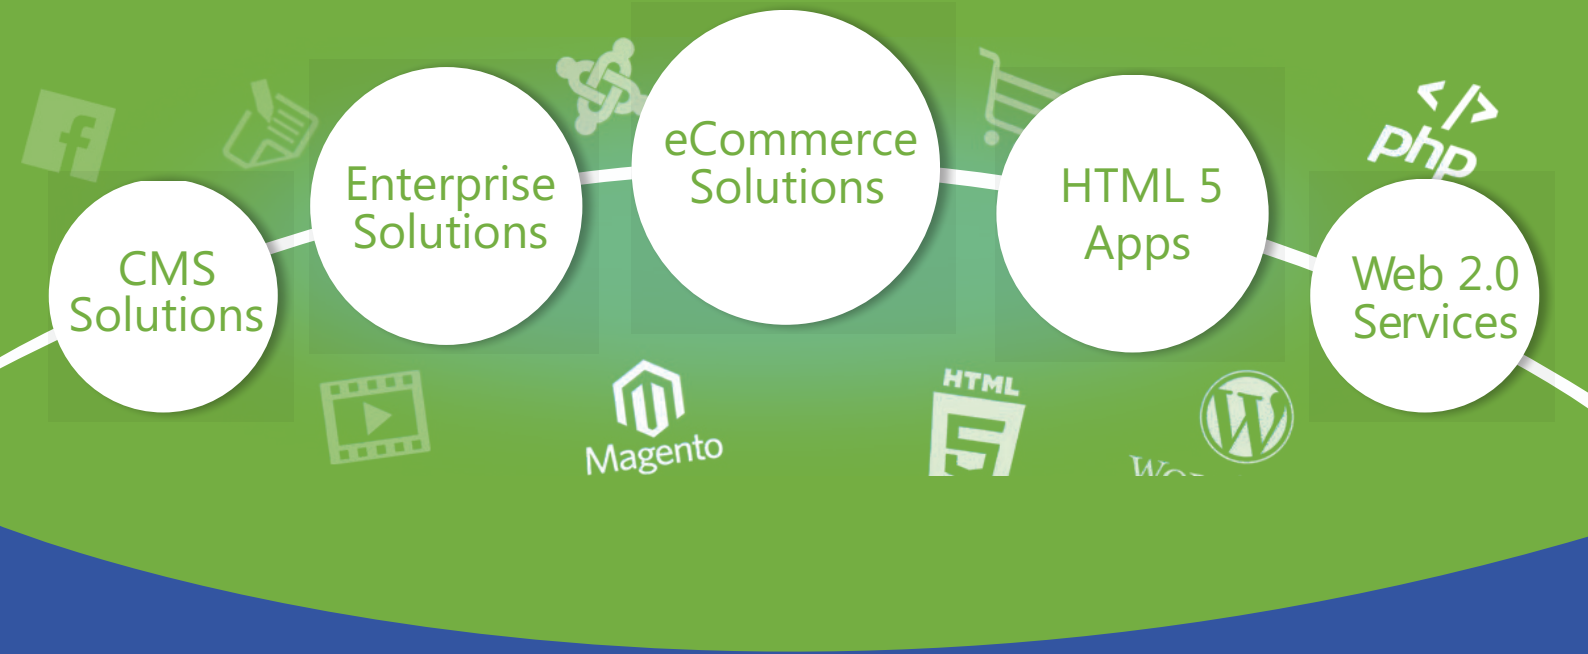 CMS
Solutions
Enterprise
Solutions
eCommerce
Solutions
HTML 5
Apps
Web 2.0
Services
</>
php
Magento
HTML